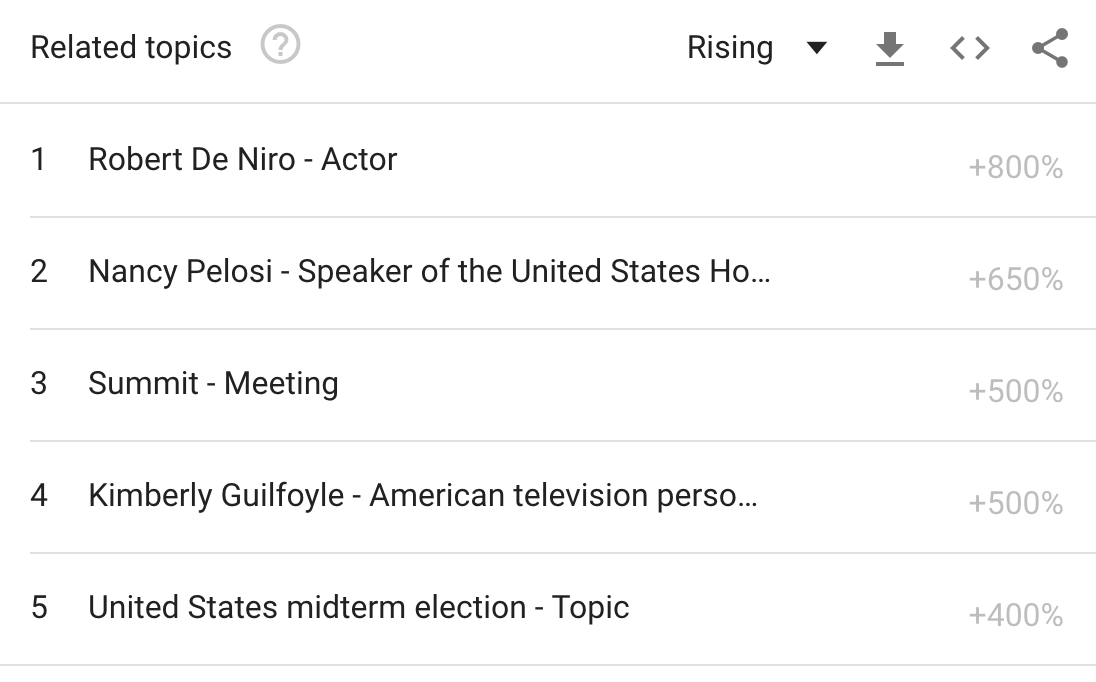 Related topics ? Rising
1 Robert De Niro - Actor +800%
2 Nancy Pelosi - Speaker of the United States Ho... +650%
3 Summit - Meeting +500%
4 Kimberly Guilfoyle - American television perso... +500%
5 United States midterm election - Topic +400%